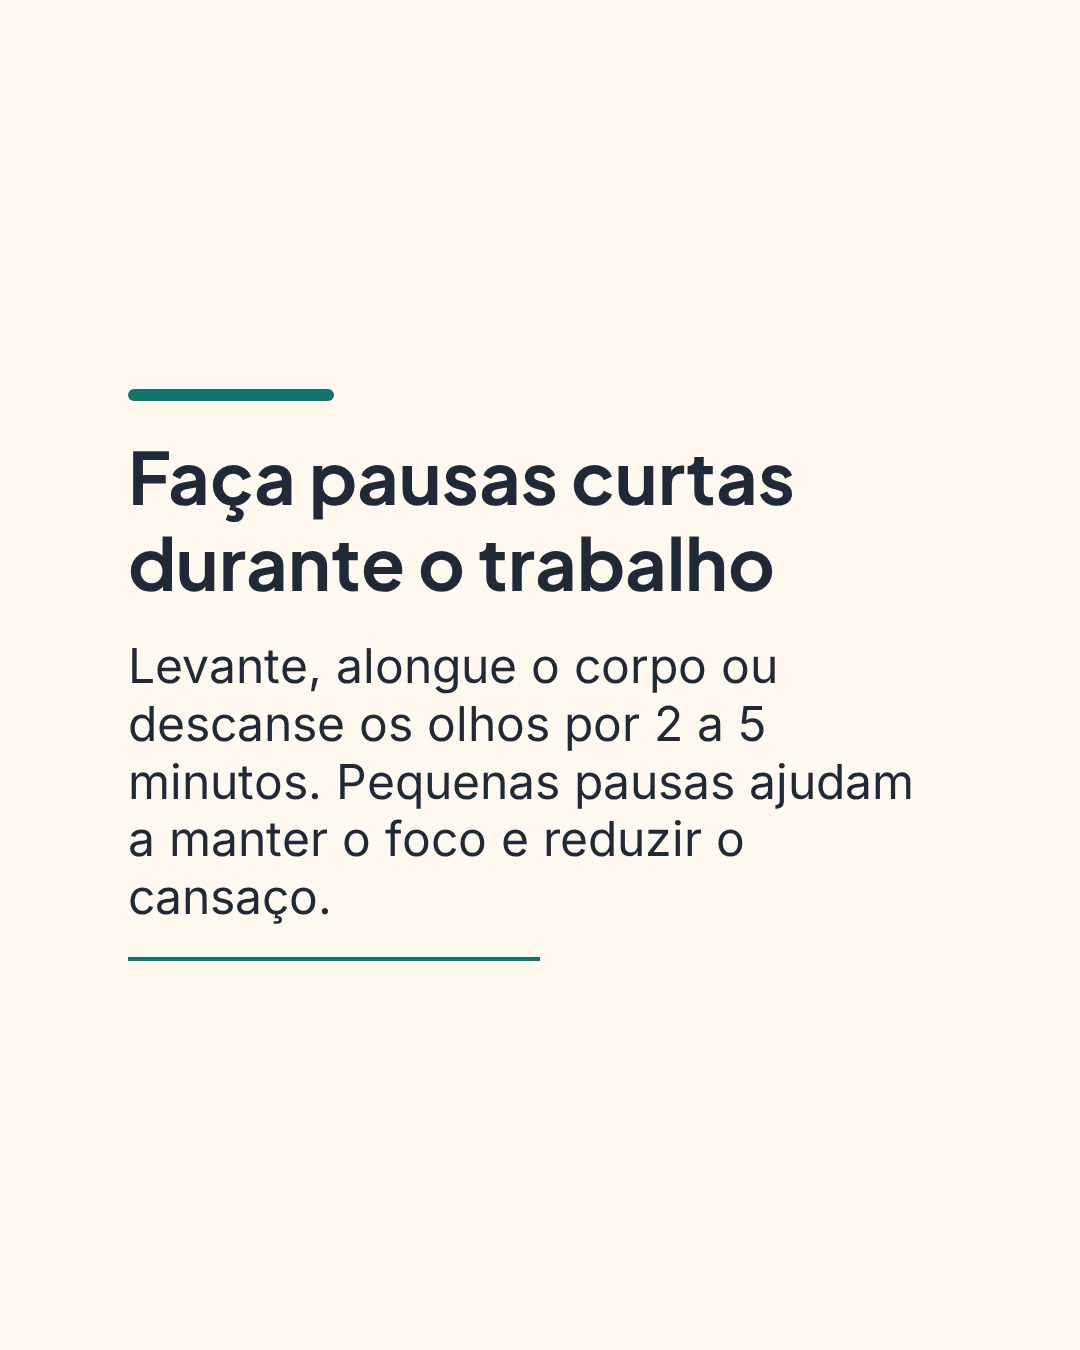 Faça pausas curtas
durante o trabalho
Levante, alongue o corpo ou
descanse os olhos por 2 a 5
minutos. Pequenas pausas ajudam
a manter o foco e reduzir o
cansaço.